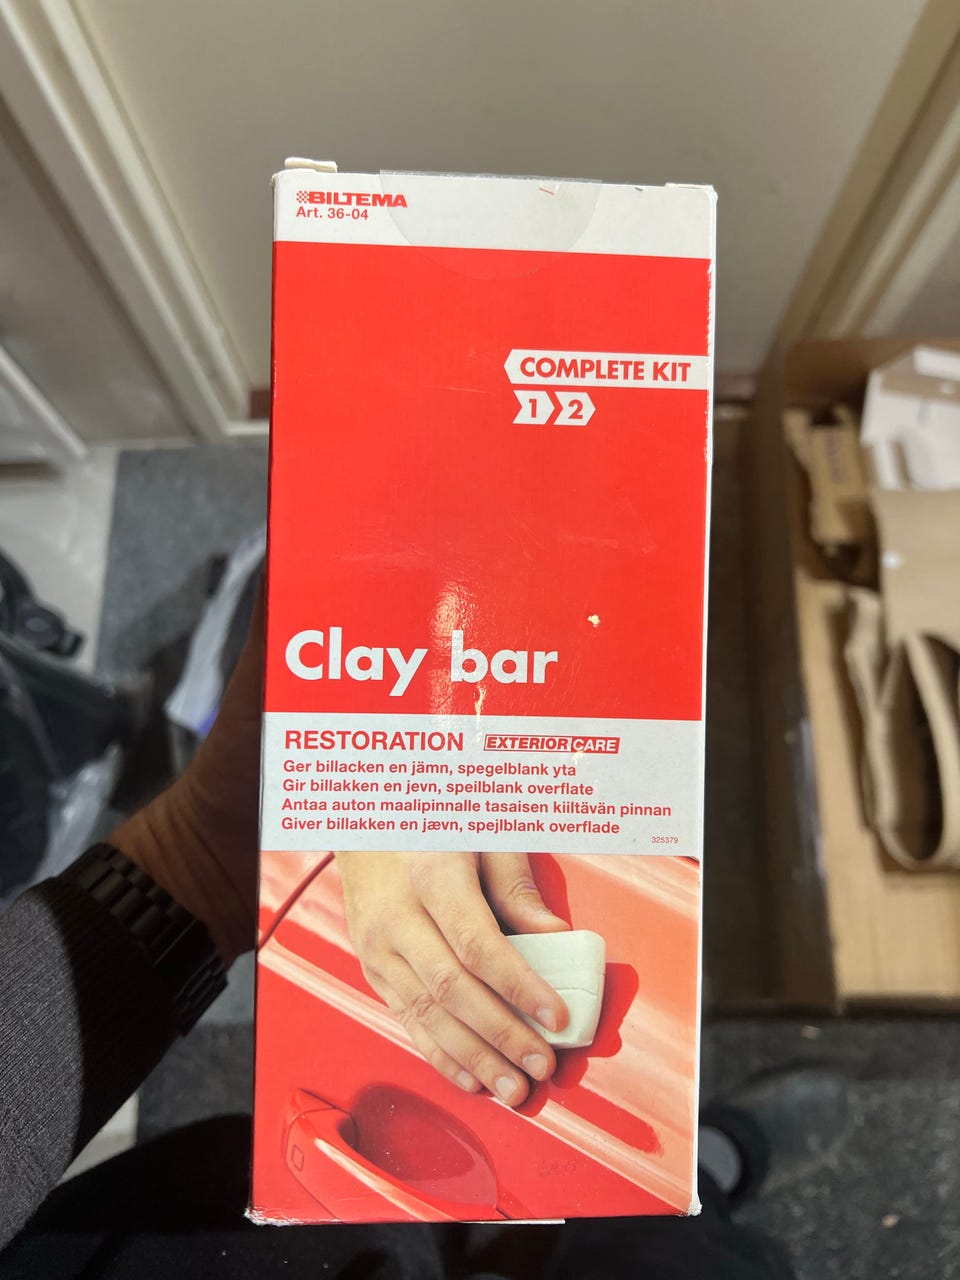 BILTEMA
Art. 36-04
COMPLETE KIT
1 2
Clay bar
RESTORATION EXTERIOR CARE
Ger billacken en jämn, spegelblank yta
Gir billakken en jevn, speilblank overflate
Antaa auton maalipinnalle tasaisen kiiltävän pinnan
Giver billakken en jævn, spejlblank overflade
325379